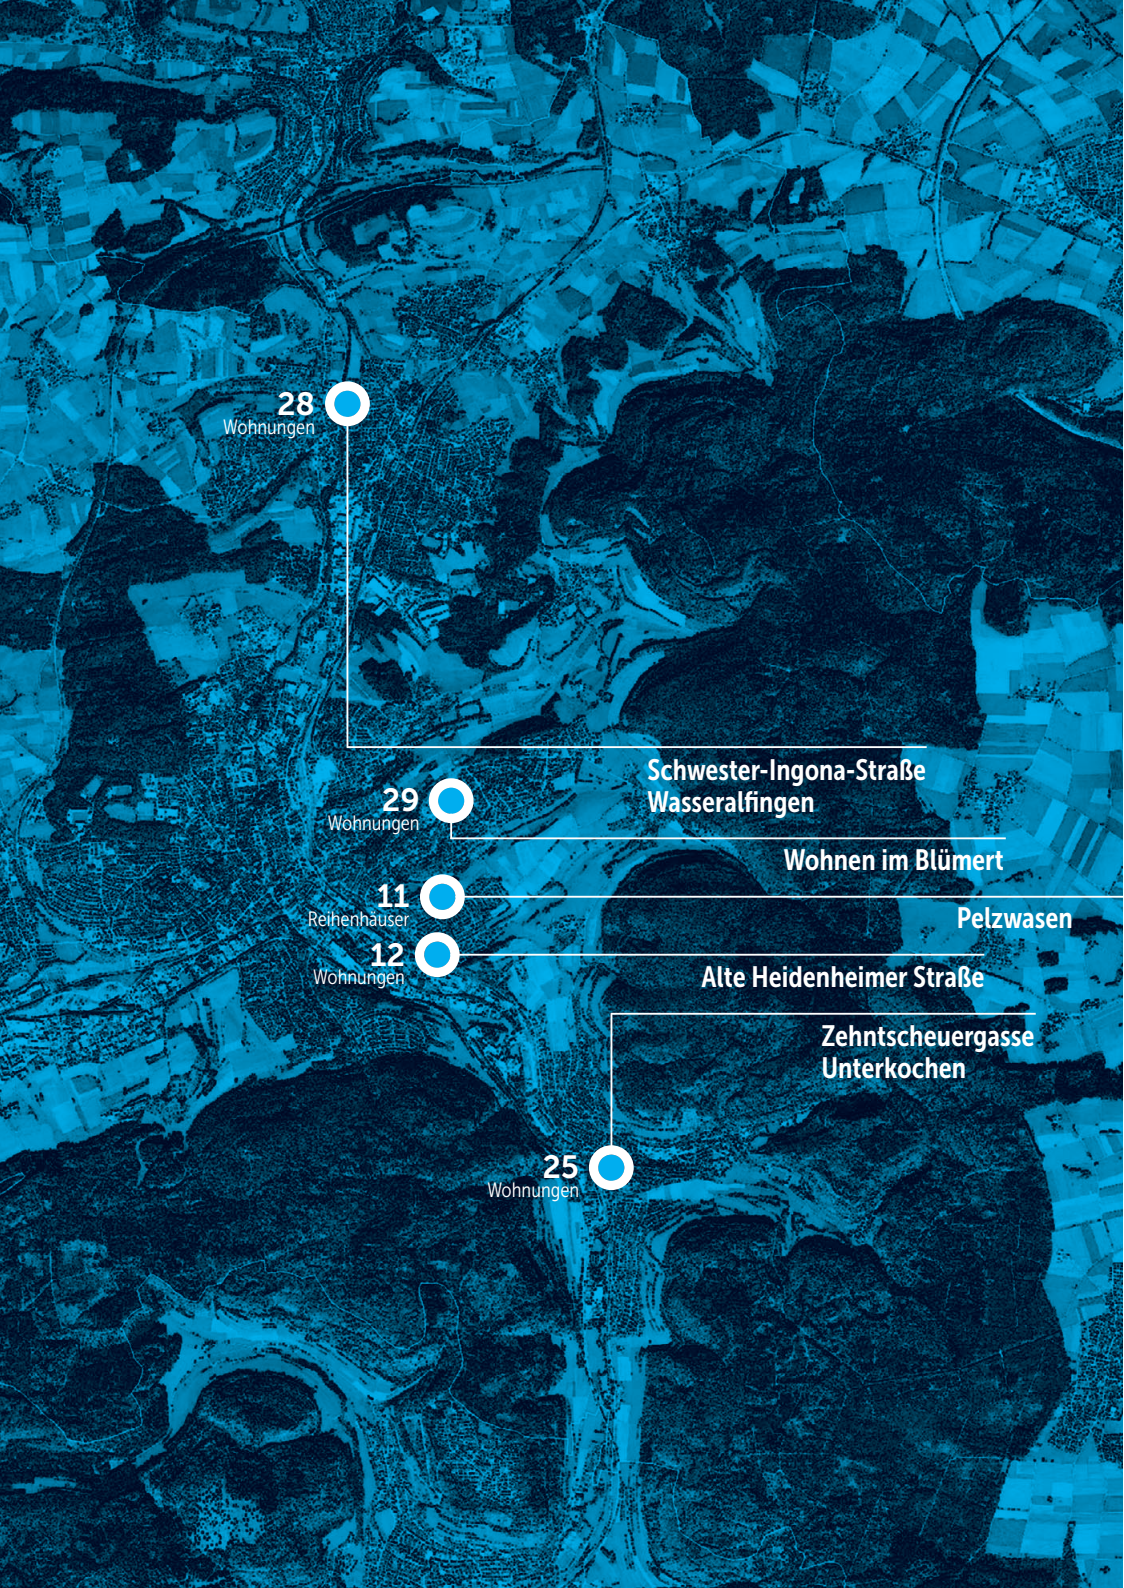 28
Wohnungen
Schwester-Ingona-Straße
Wasseralfingen
29
Wohnungen
Wohnen im Blümert
11
Reihenhäuser
Pelzwasen
12
Wohnungen
Alte Heidenheimer Straße
Zehntscheuergasse
Unterkochen
25
Wohnungen